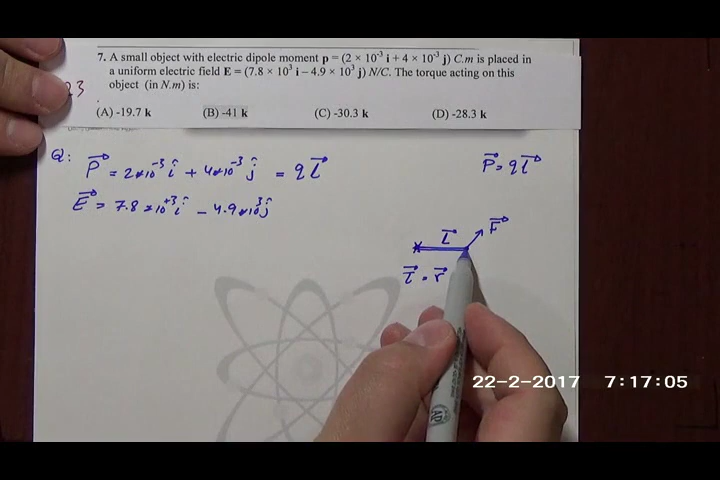 7. A small object with electric dipole moment p = (2 × 10⁻³ i + 4 × 10⁻³ j) C.m is placed in
a uniform electric field E = (7.8 × 10³ i – 4.9 × 10³ j) N/C. The torque acting on this
object (in N.m) is:
23
(A) -19.7 k (B) -41 k (C) -30.3 k (D) -28.3 k
Q: P⃗ = 2*10⁻³ î + 4*10⁻³ ĵ = qL⃗
P⃗ = qL⃗
E⃗ = 7.8*10⁺³ î – 4.9*10³ ĵ
L⃗ F⃗
L⃗ = r⃗
22-2-2017 7:17:05